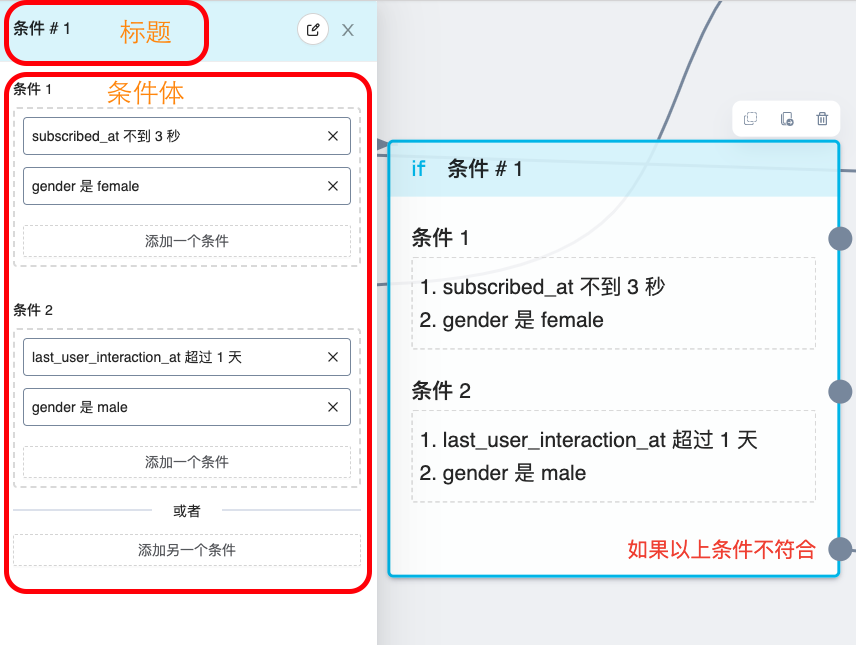 条件 # 1
标题
条件 1
条件体
subscribed_at 不到 3 秒
gender 是 female
添加一个条件
条件 2
last_user_interaction_at 超过 1 天
gender 是 male
添加一个条件
或者
添加另一个条件
if 条件 # 1
条件 1
1. subscribed_at 不到 3 秒
2. gender 是 female
条件 2
1. last_user_interaction_at 超过 1 天
2. gender 是 male
如果以上条件不符合